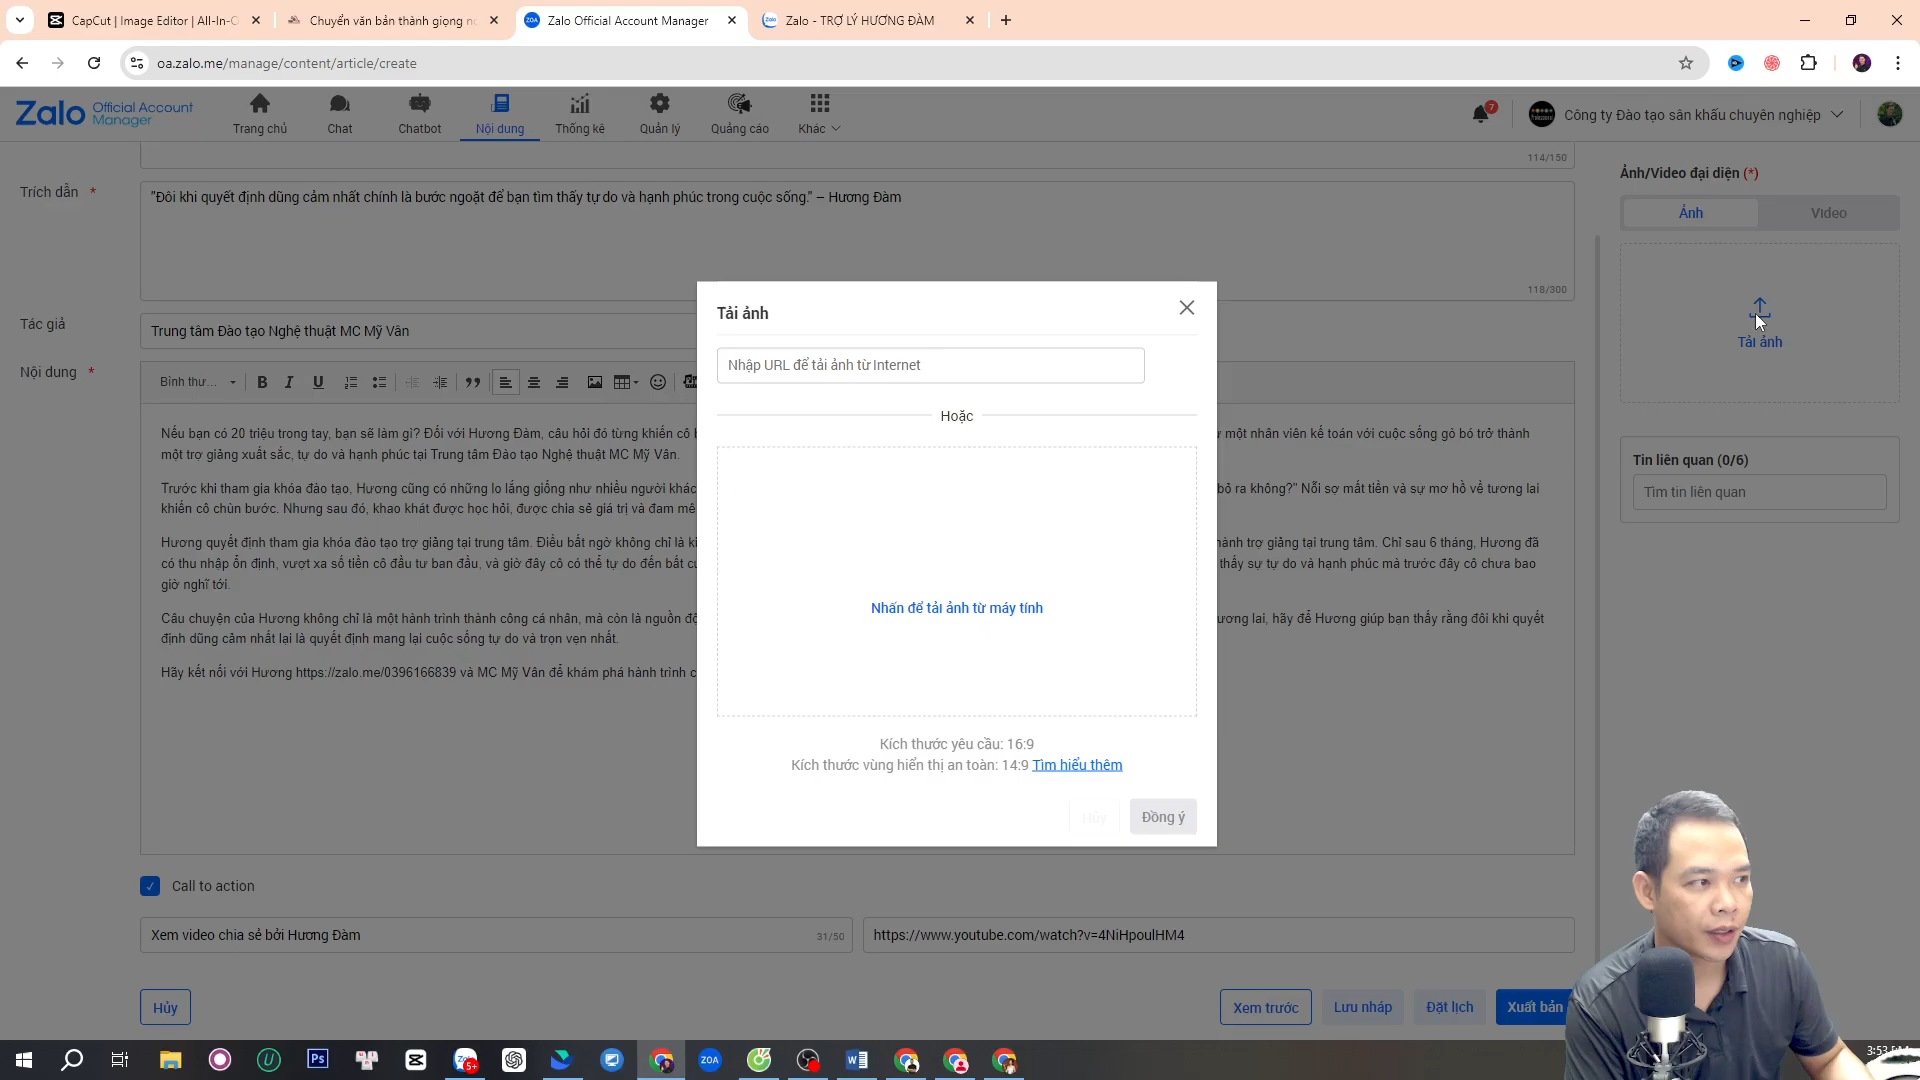 CapCut | Image Editor | All-In-O
Chuyển văn bản thành giọng nó
Zalo Official Account Manager
Zalo - TRỢ LÝ HƯƠNG ĐÀM
oa.zalo.me/manage/content/article/create
Zalo Official Account Manager
Trang chủ
Chat
Chatbot
Nội dung
Thống kê
Quản lý
Quảng cáo
Khác
7
Công ty Đào tạo sân khấu chuyên nghiệp
114/150
Trích dẫn *
"Đôi khi quyết định dũng cảm nhất chính là bước ngoặt để bạn tìm thấy tự do và hạnh phúc trong cuộc sống." – Hương Đàm
118/300
Tác giả
Trung tâm Đào tạo Nghệ thuật MC Mỹ Vân
Nội dung *
Bình thư...
Nếu bạn có 20 triệu trong tay, bạn sẽ làm gì? Đối với Hương Đàm, câu hỏi đó từng khiến cô một nhân viên kế toán với cuộc sống gò bó trở thành
một trợ giảng xuất sắc, tự do và hạnh phúc tại Trung tâm Đào tạo Nghệ thuật MC Mỹ Vân.
Trước khi tham gia khóa đào tạo, Hương cũng có những lo lắng giống như nhiều người khác bỏ ra không?" Nỗi sợ mất tiền và sự mơ hồ về tương lai
khiến cô chùn bước. Nhưng sau đó, khao khát được học hỏi, được chia sẻ giá trị và đam mê
Hương quyết định tham gia khóa đào tạo trợ giảng tại trung tâm. Điều bất ngờ không chỉ là hành trợ giảng tại trung tâm. Chỉ sau 6 tháng, Hương đã
có thu nhập ổn định, vượt xa số tiền cô đầu tư ban đầu, và giờ đây cô có thể tự do đến bất thấy sự tự do và hạnh phúc mà trước đây cô chưa bao
giờ nghĩ tới.
Câu chuyện của Hương không chỉ là một hành trình thành công cá nhân, mà còn là nguồn ương lai, hãy để Hương giúp bạn thấy rằng đôi khi quyết
định dũng cảm nhất lại là quyết định mang lại cuộc sống tự do và trọn vẹn nhất.
Hãy kết nối với Hương https://zalo.me/0396166839 và MC Mỹ Vân để khám phá hành trình
Call to action
Xem video chia sẻ bởi Hương Đàm
31/50
https://www.youtube.com/watch?v=4NiHpoulHM4
Hủy
Xem trước
Lưu nháp
Đặt lịch
Xuất bản
Ảnh/Video đại diện (*)
Ảnh
Video
Tải ảnh
Tin liên quan (0/6)
Tìm tin liên quan
Tải ảnh
Nhập URL để tải ảnh từ Internet
Hoặc
Nhấn để tải ảnh từ máy tính
Kích thước yêu cầu: 16:9
Kích thước vùng hiển thị an toàn: 14:9 Tìm hiểu thêm
Hủy
Đồng ý
Ps
5+
ZOA
3:53